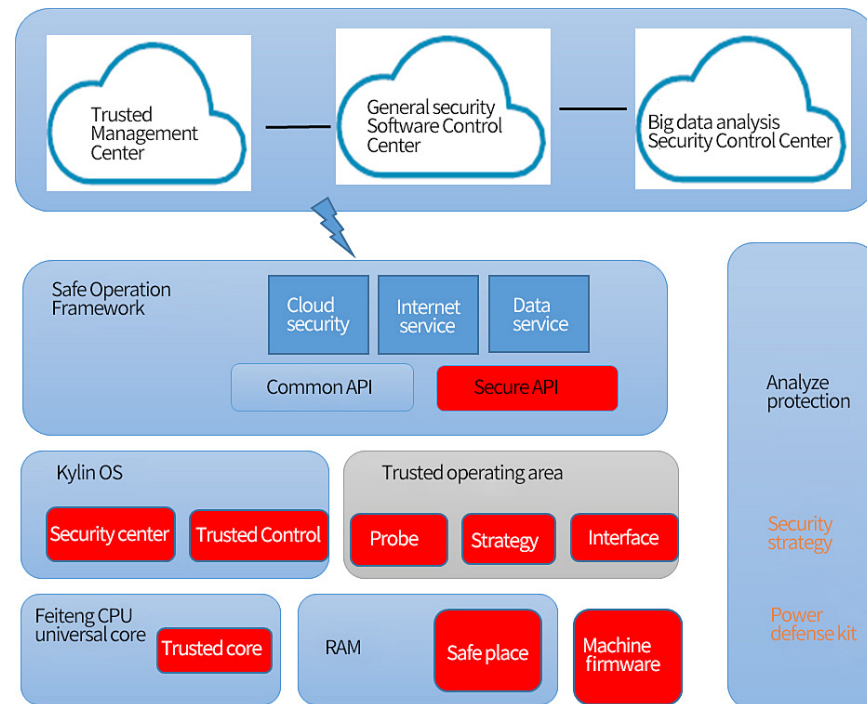 Trusted
Management
Center
General security
Software Control
Center
Big data analysis
Security Control Center
Safe Operation
Framework
Cloud
security
Internet
service
Data
service
Common API
Secure API
Analyze
protection
Security
strategy
Power
defense kit
Kylin OS
Security center
Trusted Control
Trusted operating area
Probe
Strategy
Interface
Feiteng CPU
universal core
Trusted core
RAM
Safe place
Machine
firmware